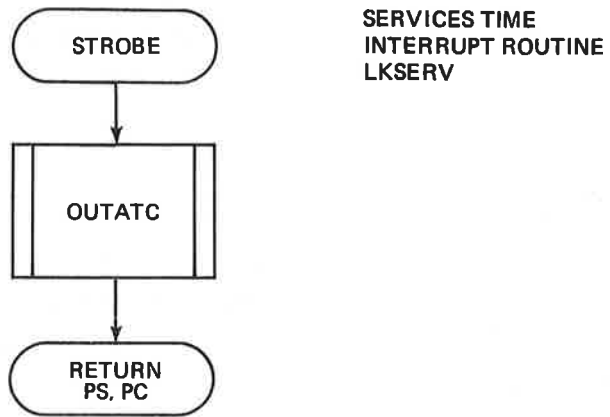 STROBE
SERVICES TIME
INTERRUPT ROUTINE
LKSERV
OUTATC
RETURN
PS, PC